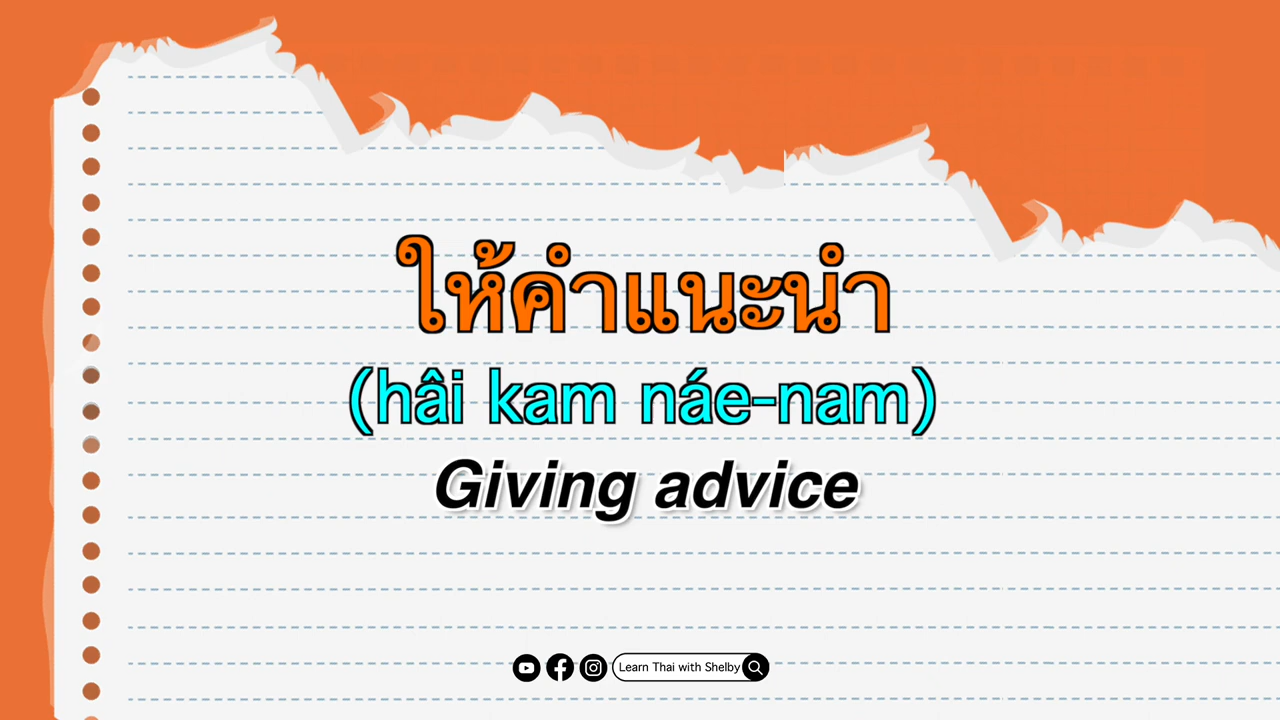 ให้คำแนะนำ
(hâi kam náe-nam)
Giving advice
Learn Thai with Shelby